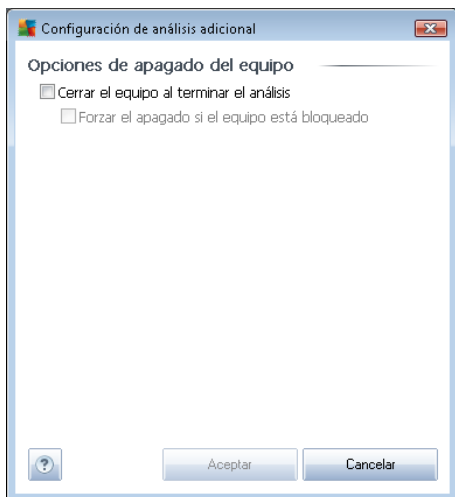 Configuración de análisis adicional
Opciones de apagado del equipo
Cerrar el equipo al terminar el análisis
Forzar el apagado si el equipo está bloqueado
?
Aceptar
Cancelar